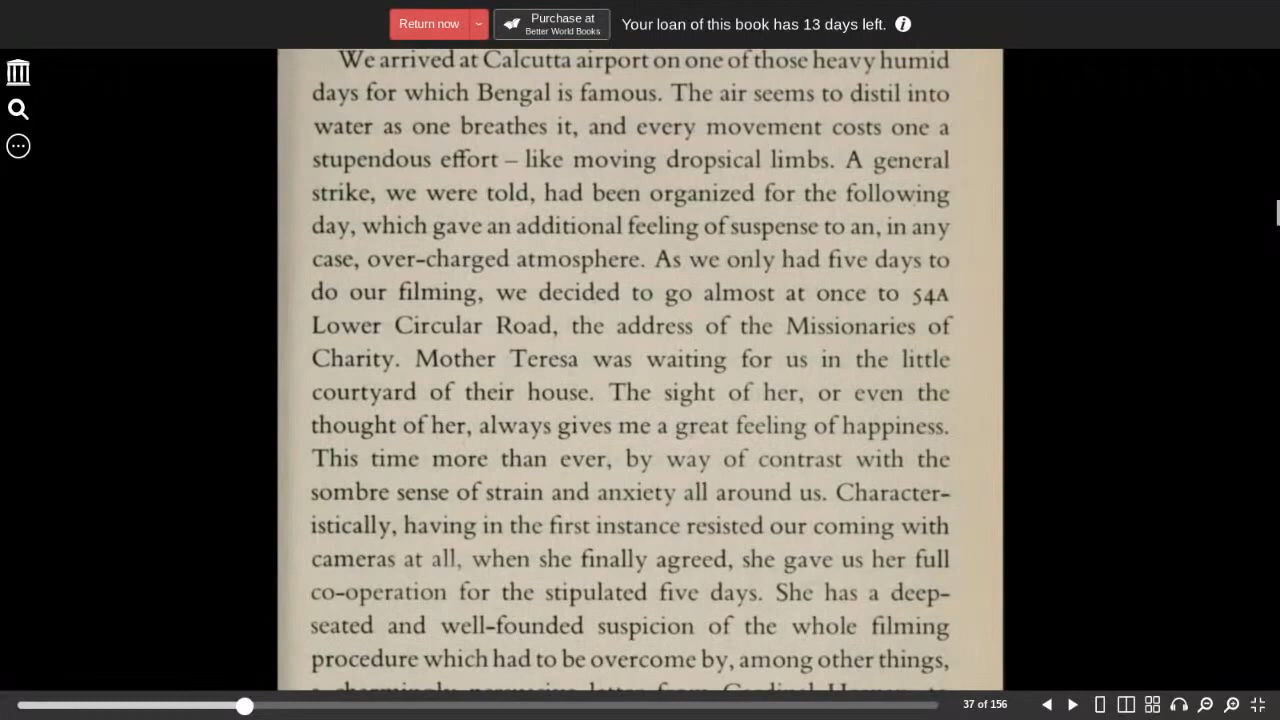 Return now
Purchase at
Better World Books
Your loan of this book has 13 days left.
We arrived at Calcutta airport on one of those heavy humid
days for which Bengal is famous. The air seems to distil into
water as one breathes it, and every movement costs one a
stupendous effort – like moving dropsical limbs. A general
strike, we were told, had been organized for the following
day, which gave an additional feeling of suspense to an, in any
case, over-charged atmosphere. As we only had five days to
do our filming, we decided to go almost at once to 54A
Lower Circular Road, the address of the Missionaries of
Charity. Mother Teresa was waiting for us in the little
courtyard of their house. The sight of her, or even the
thought of her, always gives me a great feeling of happiness.
This time more than ever, by way of contrast with the
sombre sense of strain and anxiety all around us. Character-
istically, having in the first instance resisted our coming with
cameras at all, when she finally agreed, she gave us her full
co-operation for the stipulated five days. She has a deep-
seated and well-founded suspicion of the whole filming
procedure which had to be overcome by, among other things,
37 of 156